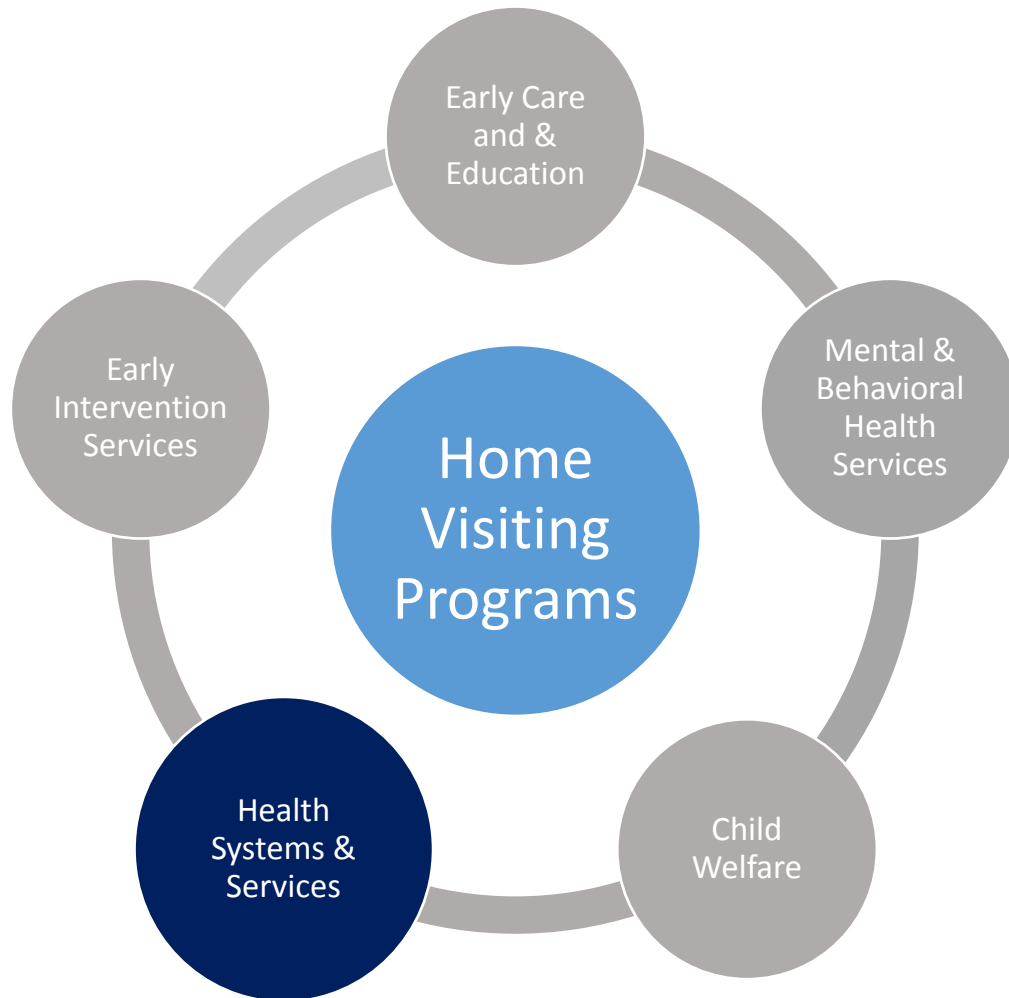 Early Care
and &
Education
Mental &
Behavioral
Health
Services
Child
Welfare
Health
Systems &
Services
Early
Intervention
Services
Home
Visiting
Programs